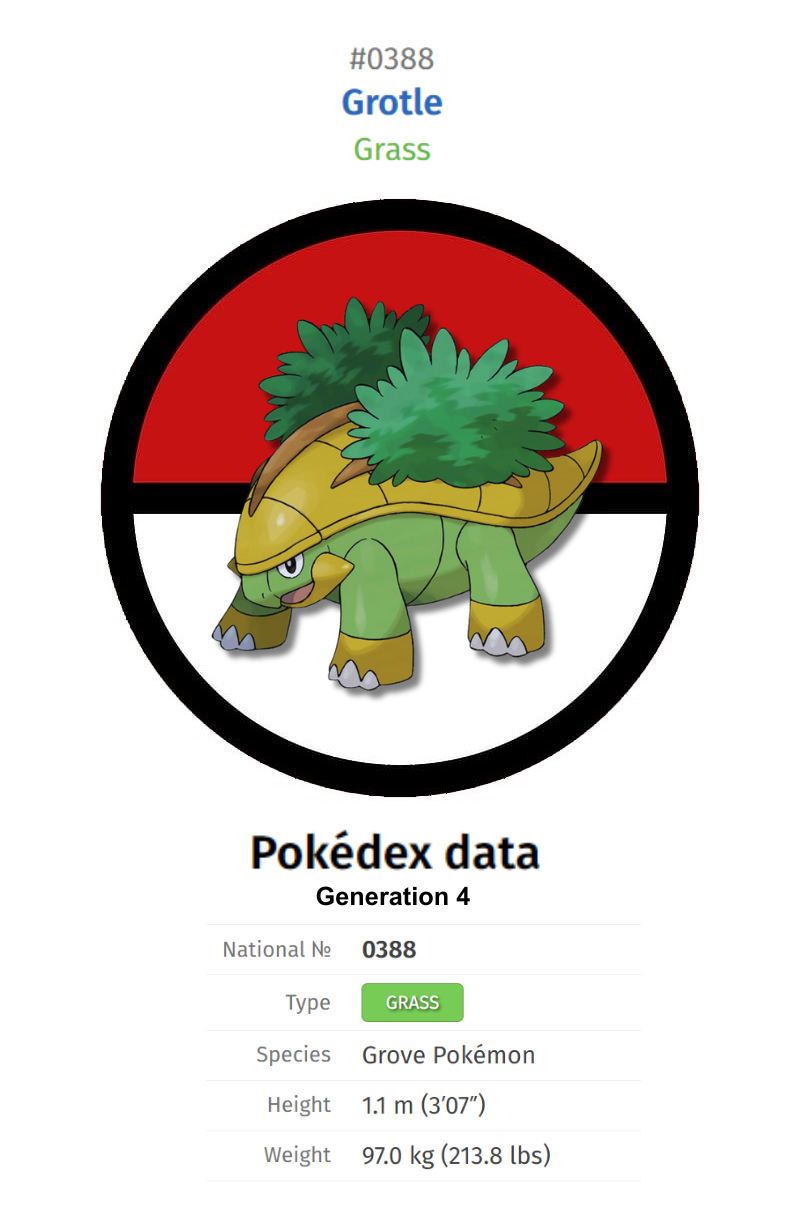 #0388
Grotle
Grass
Pokédex data
Generation 4
National № 0388
Type GRASS
Species Grove Pokémon
Height 1.1 m (3′07″)
Weight 97.0 kg (213.8 lbs)